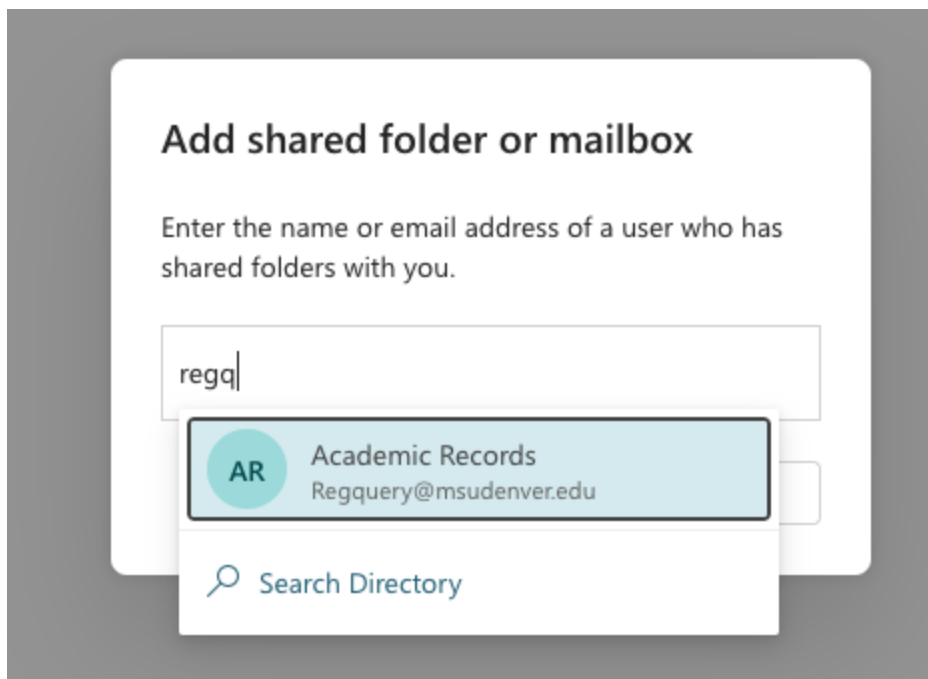 Add shared folder or mailbox
Enter the name or email address of a user who has
shared folders with you.
regq
AR
Academic Records
Regquery@msudenver.edu
Search Directory